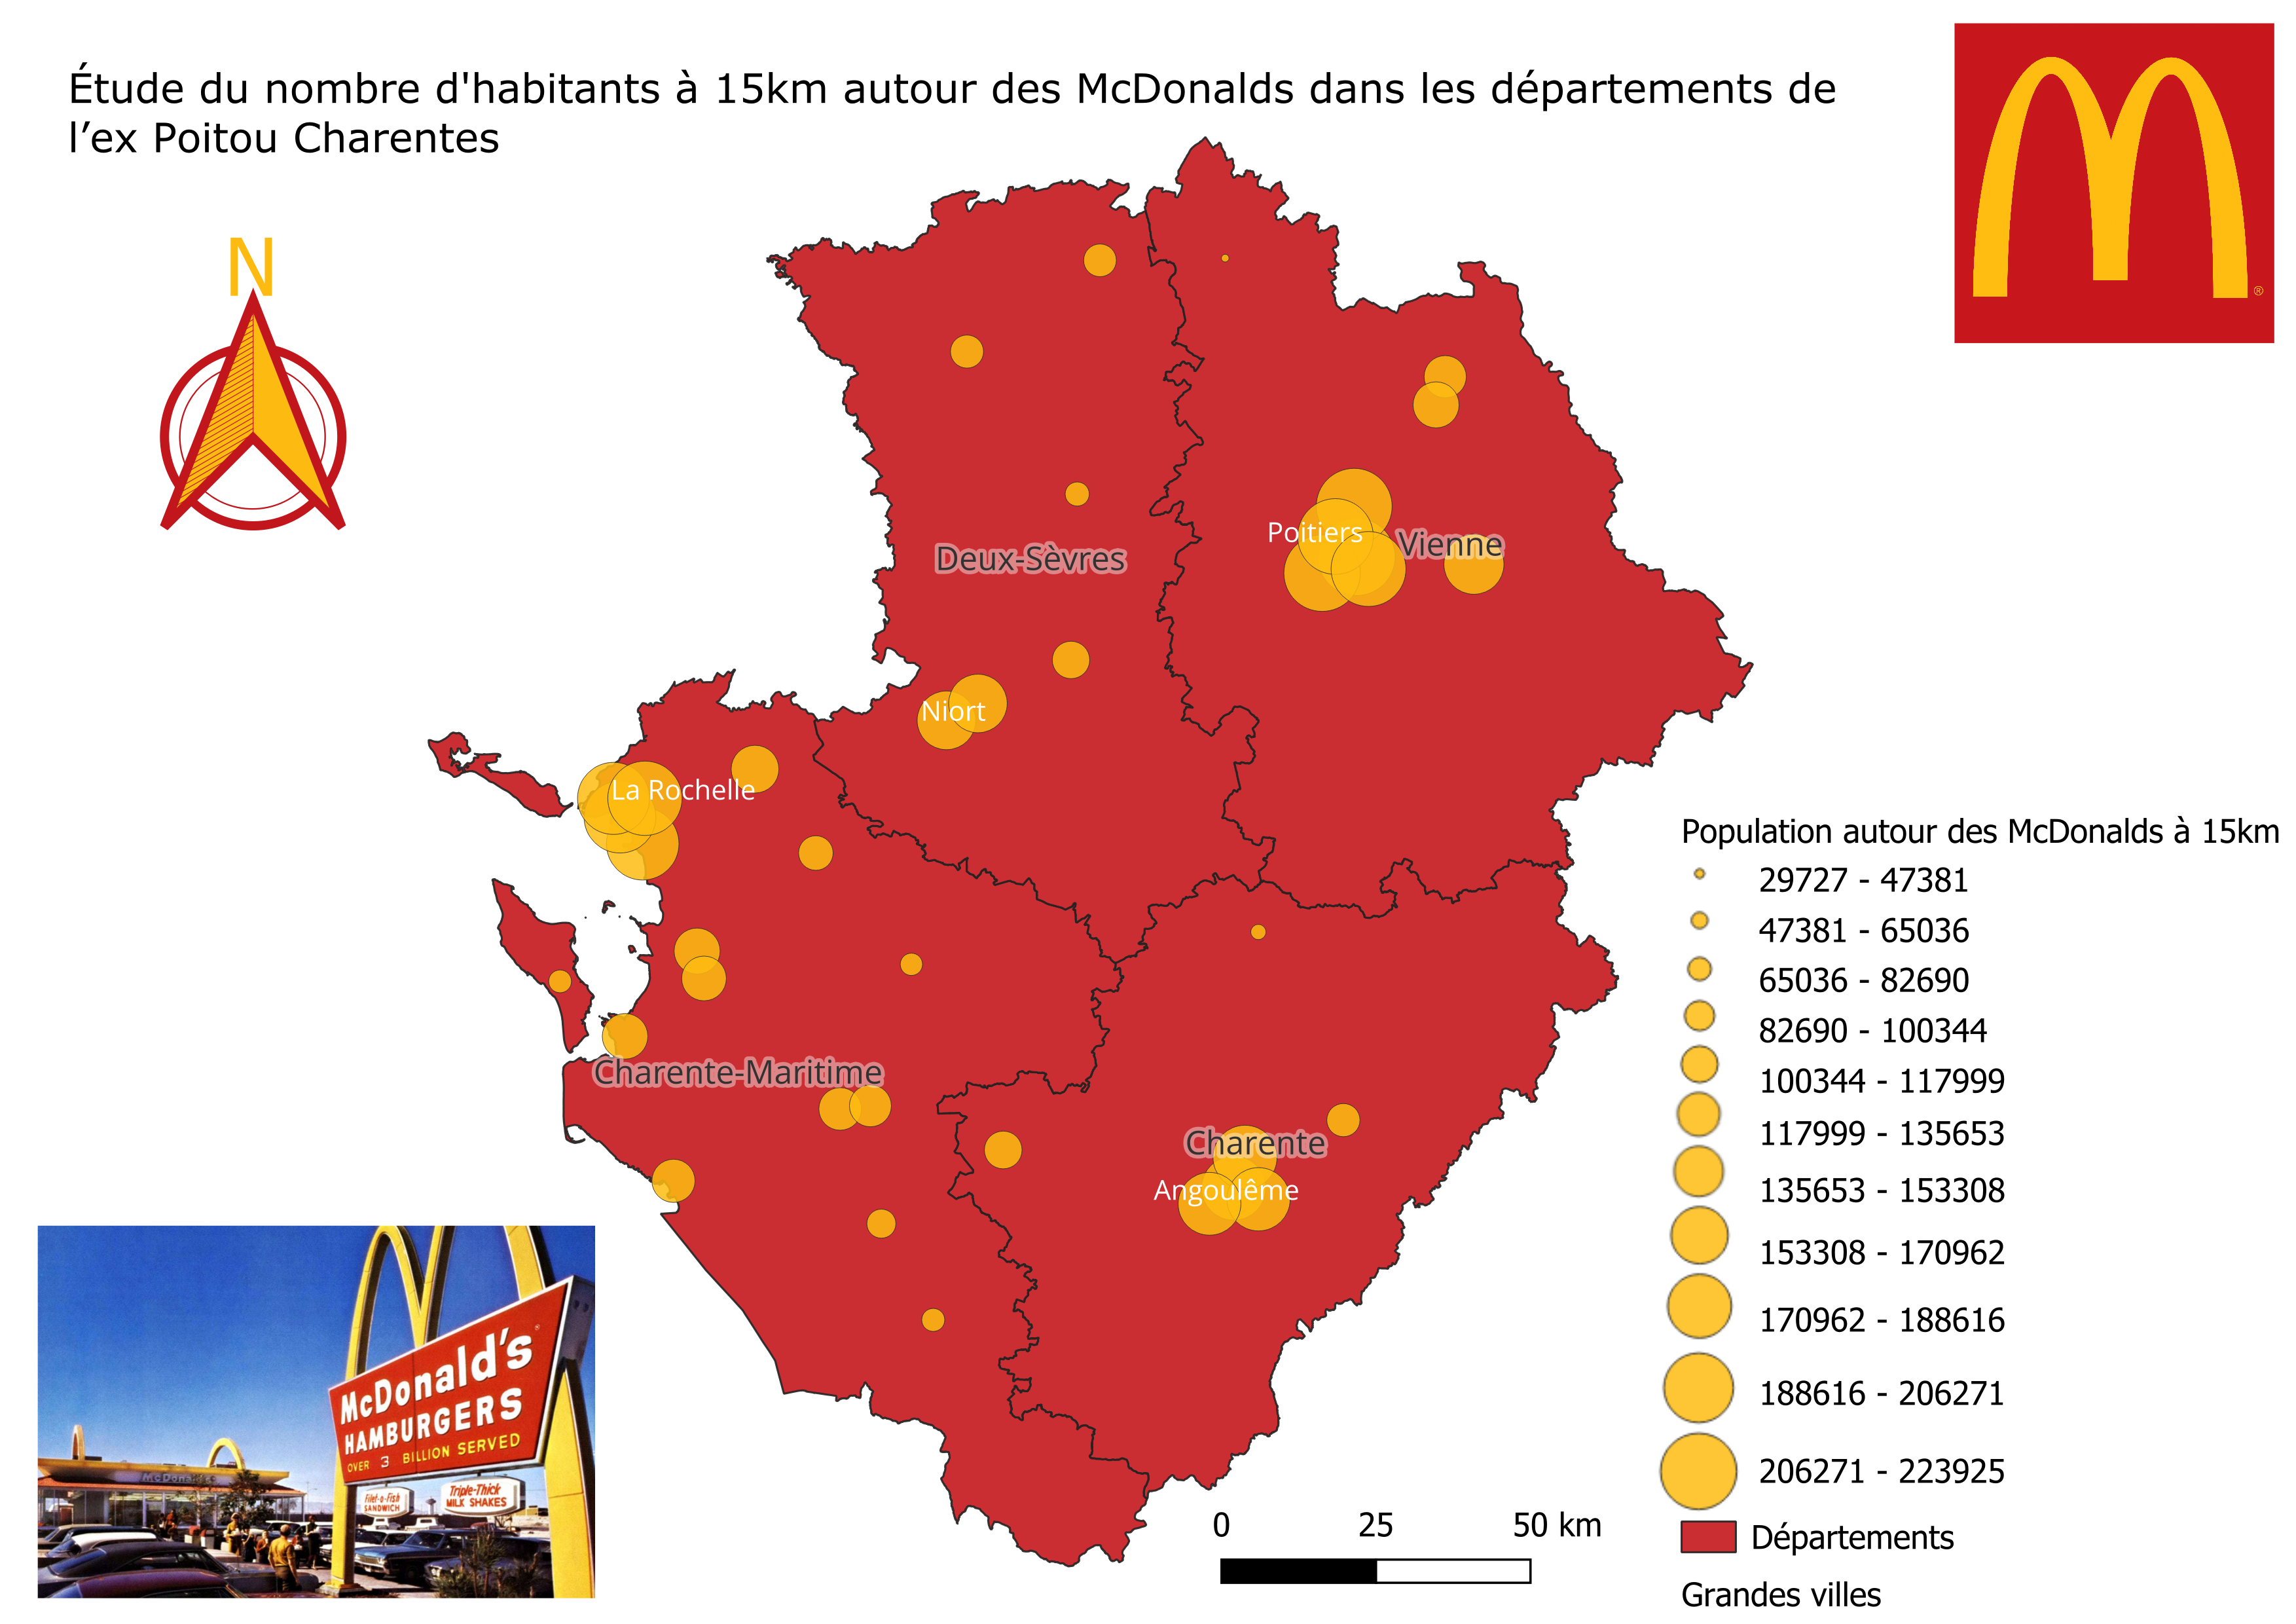 Étude du nombre d'habitants à 15km autour des McDonalds dans les départements de
l’ex Poitou Charentes
N
®
Poitiers
Vienne
Deux-Sèvres
Niort
La Rochelle
Charente-Maritime
Charente
Angoulême
Population autour des McDonalds à 15km
29727 - 47381
47381 - 65036
65036 - 82690
82690 - 100344
100344 - 117999
117999 - 135653
135653 - 153308
153308 - 170962
170962 - 188616
188616 - 206271
206271 - 223925
Départements
Grandes villes
0 25 50 km
McDonald's
HAMBURGERS
OVER 3 BILLION SERVED
McDonald's
Filet-o-Fish
SANDWICH
Triple-Thick
MILK SHAKES